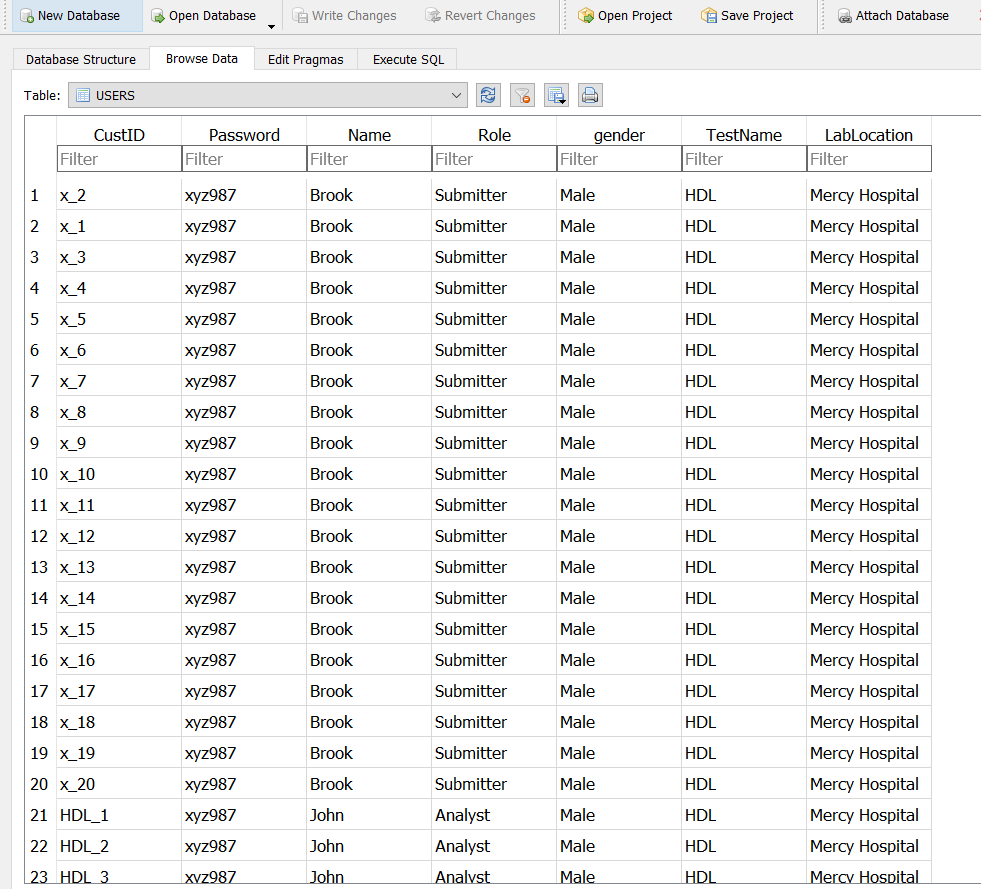 New Database Open Database Write Changes Revert Changes Open Project Save Project Attach Database
Database Structure Browse Data Edit Pragmas Execute SQL
Table: USERS
CustID Password Name Role gender TestName LabLocation
Filter Filter Filter Filter Filter Filter Filter
1 x_2 xyz987 Brook Submitter Male HDL Mercy Hospital
2 x_1 xyz987 Brook Submitter Male HDL Mercy Hospital
3 x_3 xyz987 Brook Submitter Male HDL Mercy Hospital
4 x_4 xyz987 Brook Submitter Male HDL Mercy Hospital
5 x_5 xyz987 Brook Submitter Male HDL Mercy Hospital
6 x_6 xyz987 Brook Submitter Male HDL Mercy Hospital
7 x_7 xyz987 Brook Submitter Male HDL Mercy Hospital
8 x_8 xyz987 Brook Submitter Male HDL Mercy Hospital
9 x_9 xyz987 Brook Submitter Male HDL Mercy Hospital
10 x_10 xyz987 Brook Submitter Male HDL Mercy Hospital
11 x_11 xyz987 Brook Submitter Male HDL Mercy Hospital
12 x_12 xyz987 Brook Submitter Male HDL Mercy Hospital
13 x_13 xyz987 Brook Submitter Male HDL Mercy Hospital
14 x_14 xyz987 Brook Submitter Male HDL Mercy Hospital
15 x_15 xyz987 Brook Submitter Male HDL Mercy Hospital
16 x_16 xyz987 Brook Submitter Male HDL Mercy Hospital
17 x_17 xyz987 Brook Submitter Male HDL Mercy Hospital
18 x_18 xyz987 Brook Submitter Male HDL Mercy Hospital
19 x_19 xyz987 Brook Submitter Male HDL Mercy Hospital
20 x_20 xyz987 Brook Submitter Male HDL Mercy Hospital
21 HDL_1 xyz987 John Analyst Male HDL Mercy Hospital
22 HDL_2 xyz987 John Analyst Male HDL Mercy Hospital
23 HDL_3 xyz987 John Analyst Male HDL Mercy Hospital